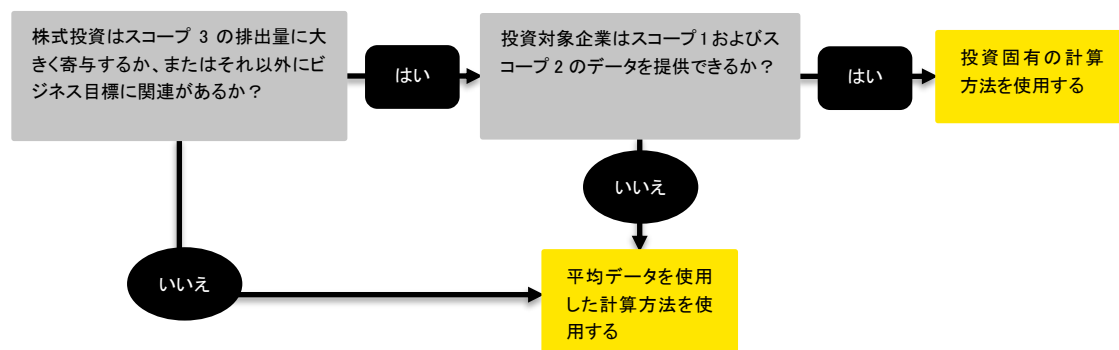 株式投資はスコープ 3 の排出量に大
きく寄与するか、またはそれ以外にビ
ジネス目標に関連があるか？
はい
投資対象企業はスコープ1およびス
コープ2のデータを提供できるか？
はい
投資固有の計算
方法を使用する
いいえ
いいえ
平均データを使用
した計算方法を使
用する